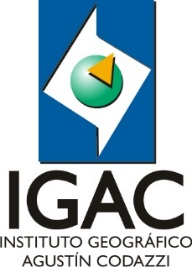 IGAC
INSTITUTO GEOGRÁFICO
AGUSTÍN CODAZZI